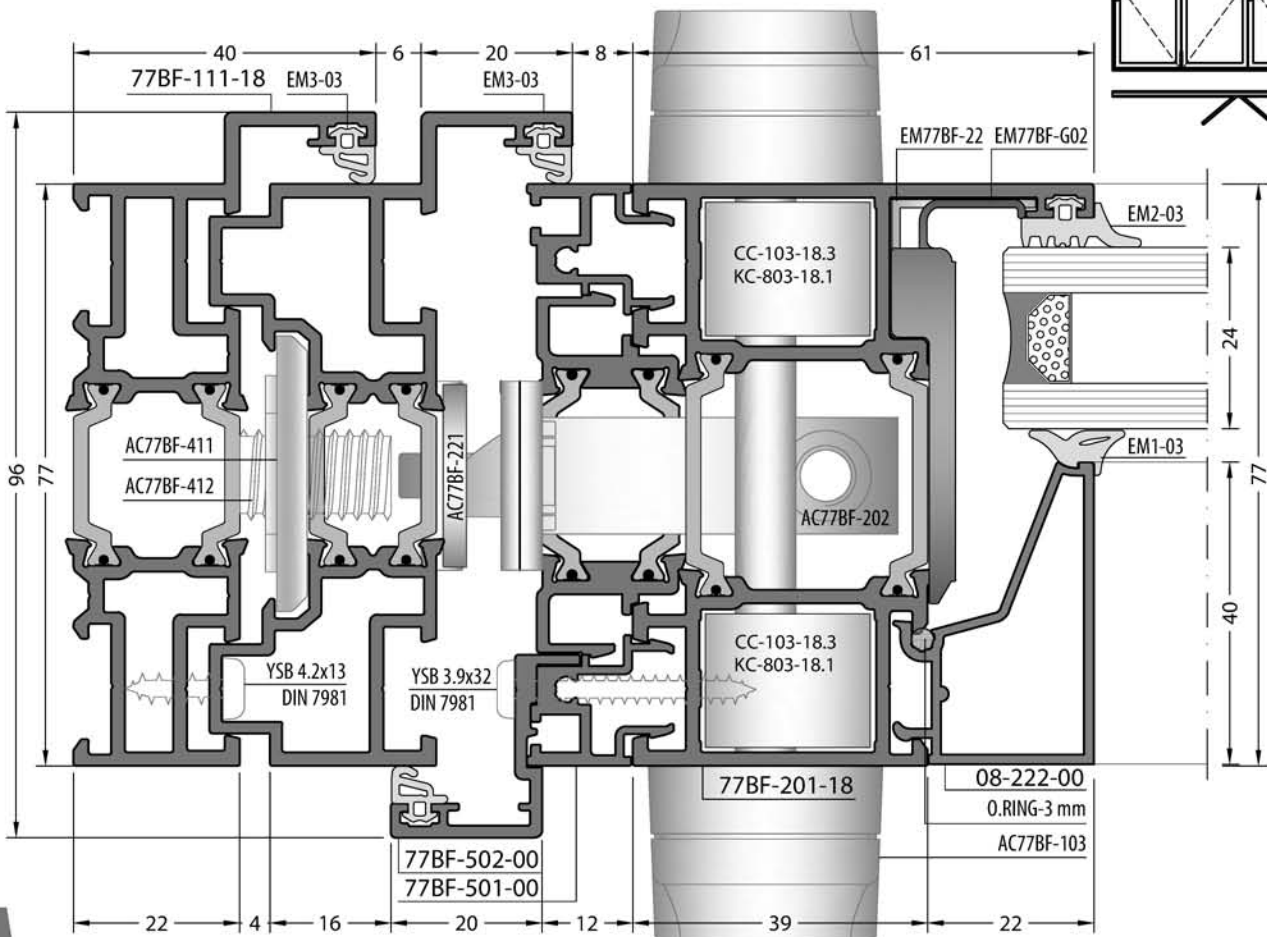 40
6
20
8
61
77BF-111-18
EM3-03
EM3-03
EM77BF-22
EM77BF-G02
EM2-03
CC-103-18.3
KC-803-18.1
24
77
96
77
AC77BF-411
AC77BF-412
AC77BF-221
AC77BF-202
EM1-03
40
YSB 4.2x13
DIN 7981
YSB 3.9x32
DIN 7981
CC-103-18.3
KC-803-18.1
77BF-201-18
08-222-00
O.RING-3 mm
AC77BF-103
77BF-502-00
77BF-501-00
22
4
16
20
12
39
22